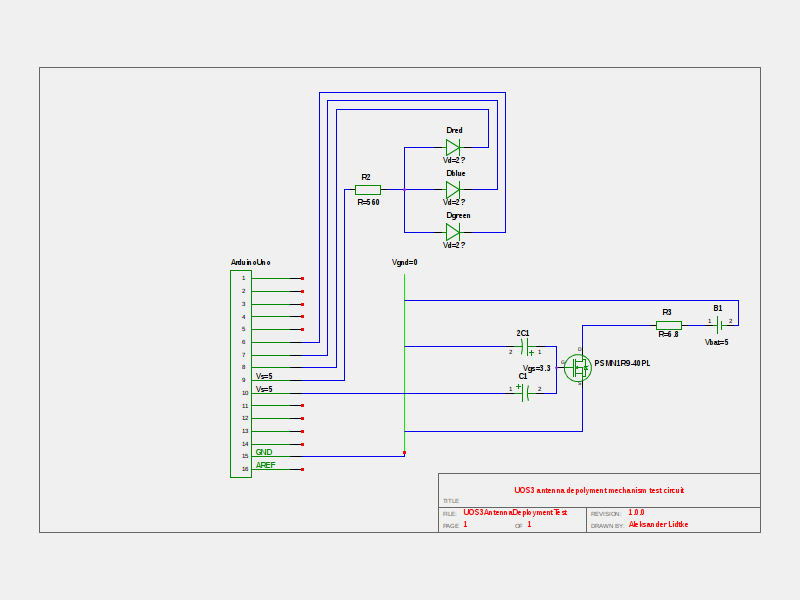 Dred
Vd=2?
Dblue
R2
Vd=2?
R=560
Dgreen
Vd=2?
ArduinoUno
Vgnd=0
1
2
3
4
5
6
7
8
9 Vs=5
10 Vs=5
11
12
13
14
15 GND
16 AREF
R3
R=6.8
B1
1 2
Vbat=5
2C1
2 + 1
Vgs=3.3
C1
1 + 2
D
G
S
PSMN1R9-40PL
UOS3 antenna depolyment mechanism test circuit
TITLE
FILE: UOS3AntennaDeploymentTest REVISION: 1.0.0
PAGE 1 OF 1 DRAWN BY: Aleksander Lidtke